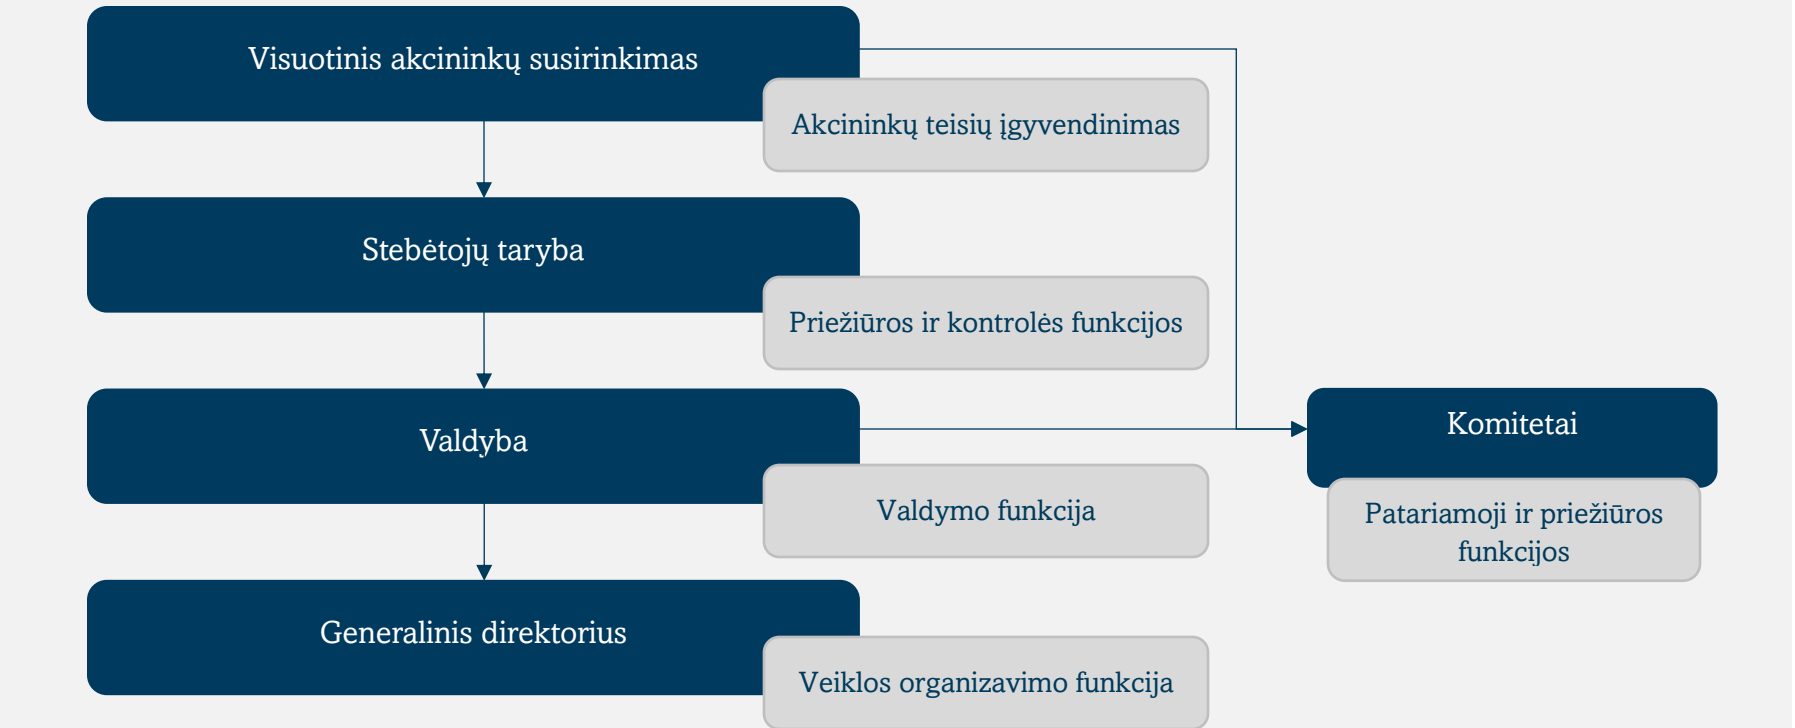 Visuotinis akcininkų susirinkimas
Akcininkų teisių įgyvendinimas
Stebėtojų taryba
Priežiūros ir kontrolės funkcijos
Valdyba
Valdymo funkcija
Komitetai
Patariamoji ir priežiūros
funkcijos
Generalinis direktorius
Veiklos organizavimo funkcija